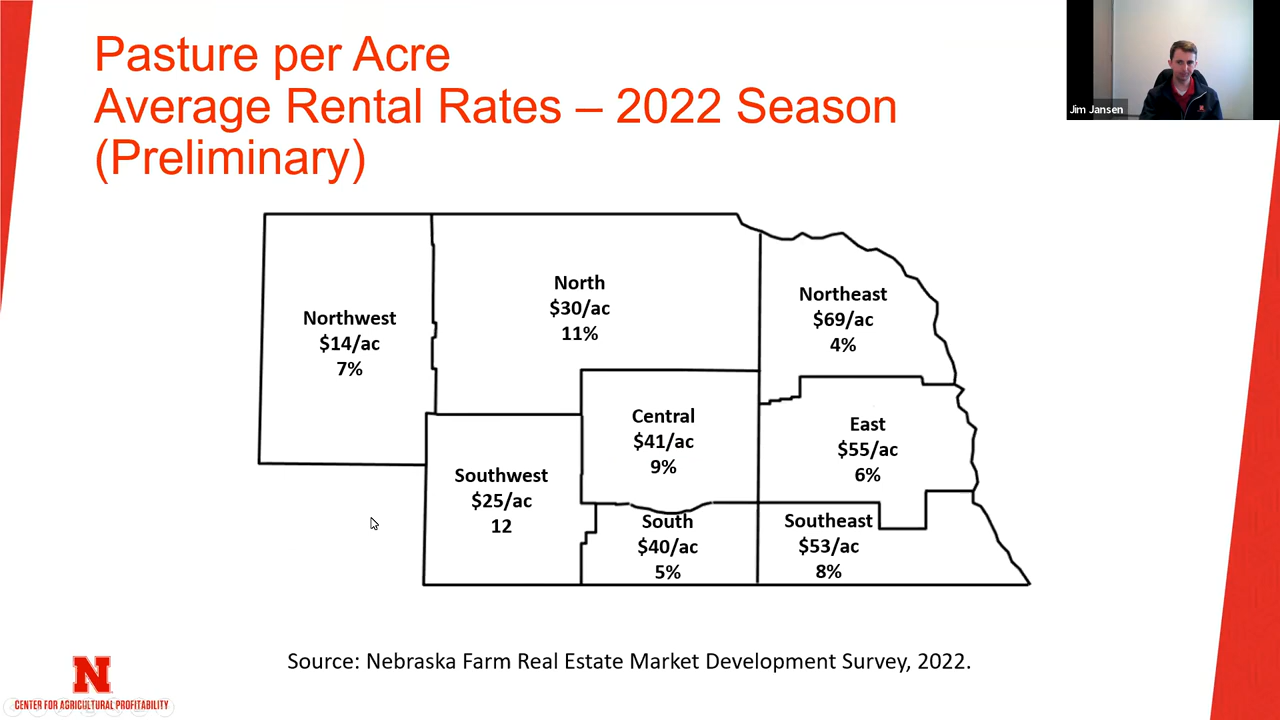 Pasture per Acre
Average Rental Rates – 2022 Season
(Preliminary)
Jim Jansen
North
$30/ac
11%
Northeast
$69/ac
4%
Northwest
$14/ac
7%
Central
$41/ac
9%
East
$55/ac
6%
Southwest
$25/ac
12
South
$40/ac
5%
Southeast
$53/ac
8%
Source: Nebraska Farm Real Estate Market Development Survey, 2022.
N
CENTER FOR AGRICULTURAL PROFITABILITY